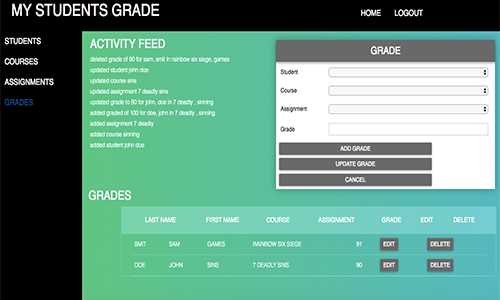 MY STUDENTS GRADE
HOME LOGOUT
STUDENTS
COURSES
ASSIGNMENTS
GRADES
ACTIVITY FEED
deleted grade of 90 for sam, smit in rainbow six siege, games
updated student john doe
updated course sins
updated assignment 7 deadly sins
updated grade to 90 for john, doe in 7 deadly , sinning
added graded of 100 for doe, john in 7 deadly , sinning
added assignment 7 deadly
added course sinning
added student john doe
GRADE
Student
Course
Assignment
Grade
ADD GRADE
UPDATE GRADE
CANCEL
GRADES
LAST NAME FIRST NAME COURSE ASSIGNMENT GRADE EDIT DELETE
SMIT SAM GAMES RAINBOW SIX SIEGE 91 EDIT DELETE
DOE JOHN SINS 7 DEADLY SINS 90 EDIT DELETE